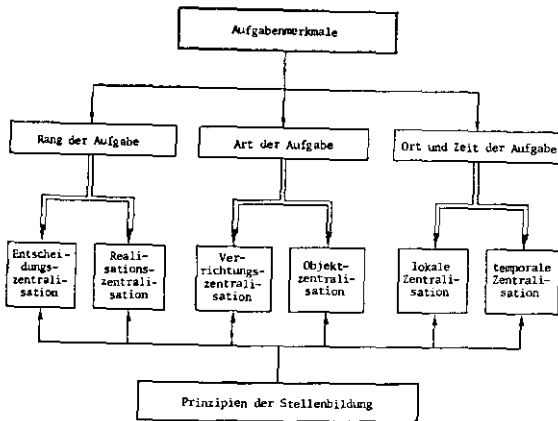 Aufgabenmerkmale
Rang der Aufgabe
Art der Aufgabe
Ort und Zeit der Aufgabe
Entschei-
dungs-
zentrali-
sation
Reali-
sations-
zentrali-
sation
Ver-
richtungs-
zentrali-
sation
Objekt-
zentrali-
sation
lokale
Zentrali-
sation
temporale
Zentrali-
sation
Prinzipien der Stellenbildung